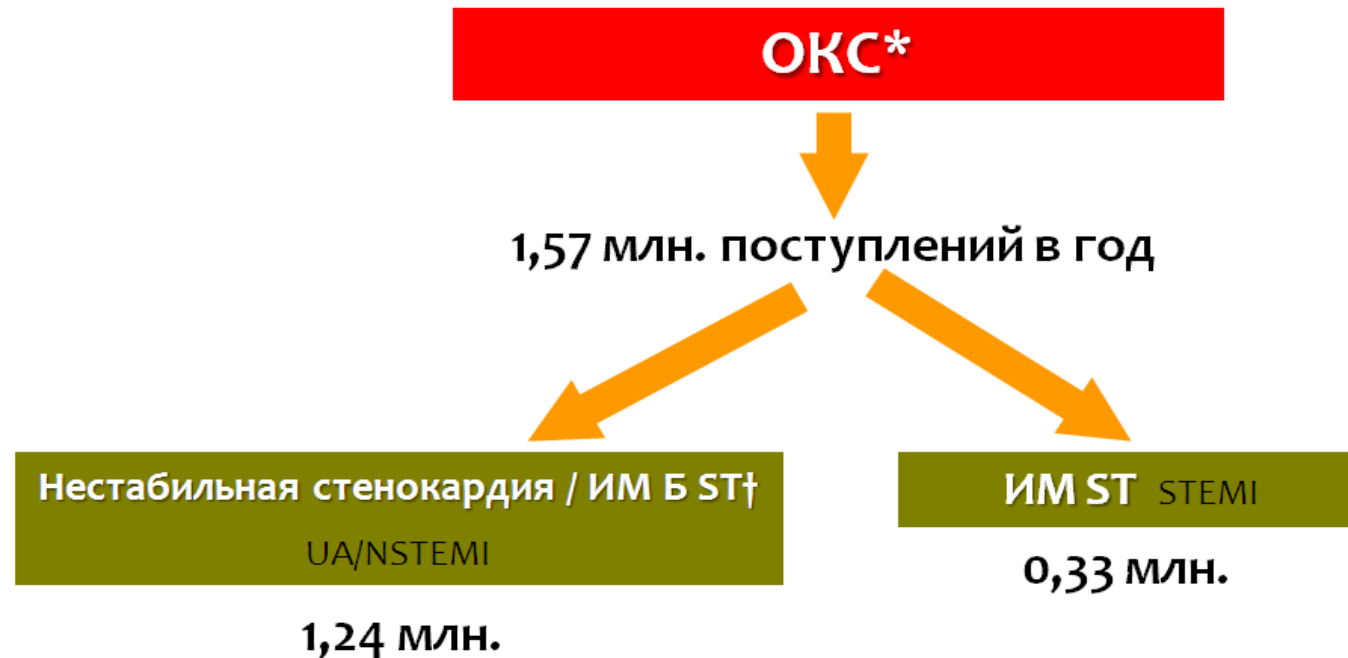 ОКС*
1,57 млн. поступлений в год
Нестабильная стенокардия / ИМ Б ST†
UA/NSTEMI
1,24 млн.
ИМ ST STEMI
0,33 млн.